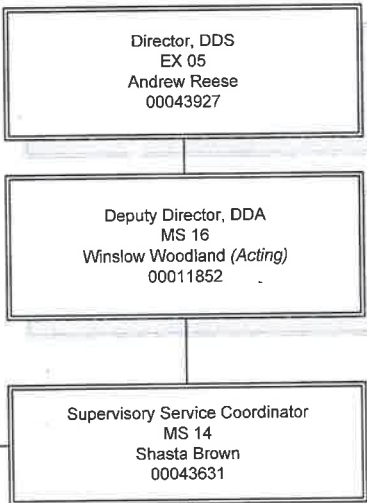 Director, DDS
EX 05
Andrew Reese
00043927
Deputy Director, DDA
MS 16
Winslow Woodland (Acting)
00011852
Supervisory Service Coordinator
MS 14
Shasta Brown
00043631